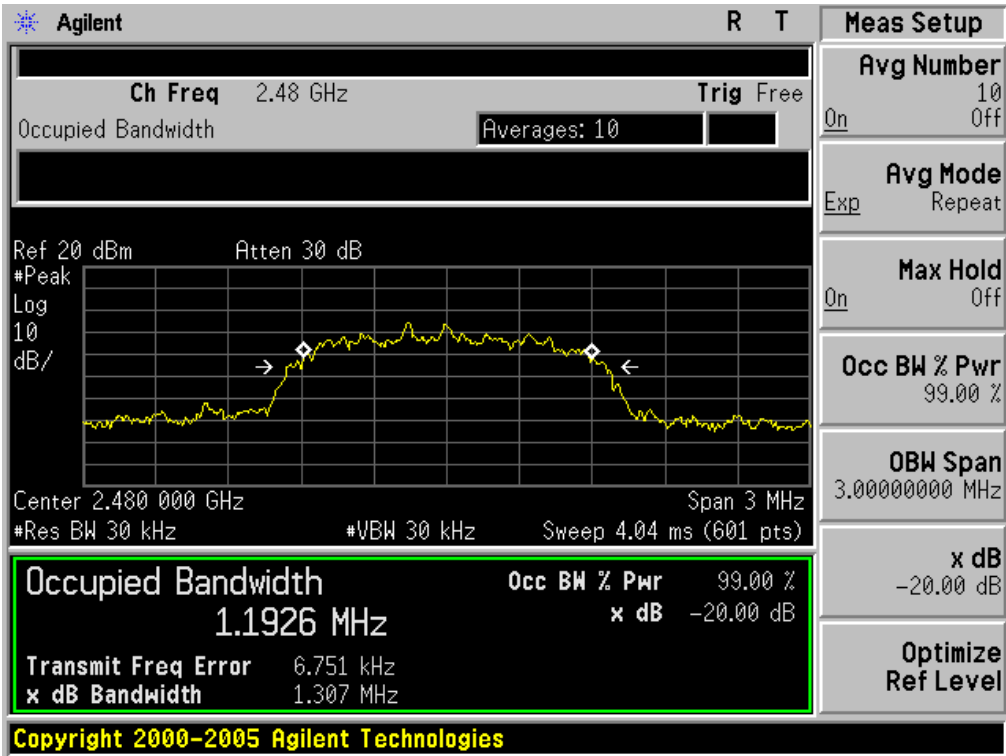 Agilent R T
Ch Freq 2.48 GHz Trig Free
Occupied Bandwidth Averages: 10
Ref 20 dBm Atten 30 dB
#Peak
Log
10
dB/
Center 2.480 000 GHz Span 3 MHz
#Res BW 30 kHz #VBW 30 kHz Sweep 4.04 ms (601 pts)
Occupied Bandwidth
1.1926 MHz
Occ BW % Pwr 99.00 %
x dB -20.00 dB
Transmit Freq Error 6.751 kHz
x dB Bandwidth 1.307 MHz
Copyright 2000-2005 Agilent Technologies
Meas Setup
Avg Number
10
On Off
Avg Mode
Exp Repeat
Max Hold
On Off
Occ BW % Pwr
99.00 %
OBW Span
3.00000000 MHz
x dB
-20.00 dB
Optimize
Ref Level